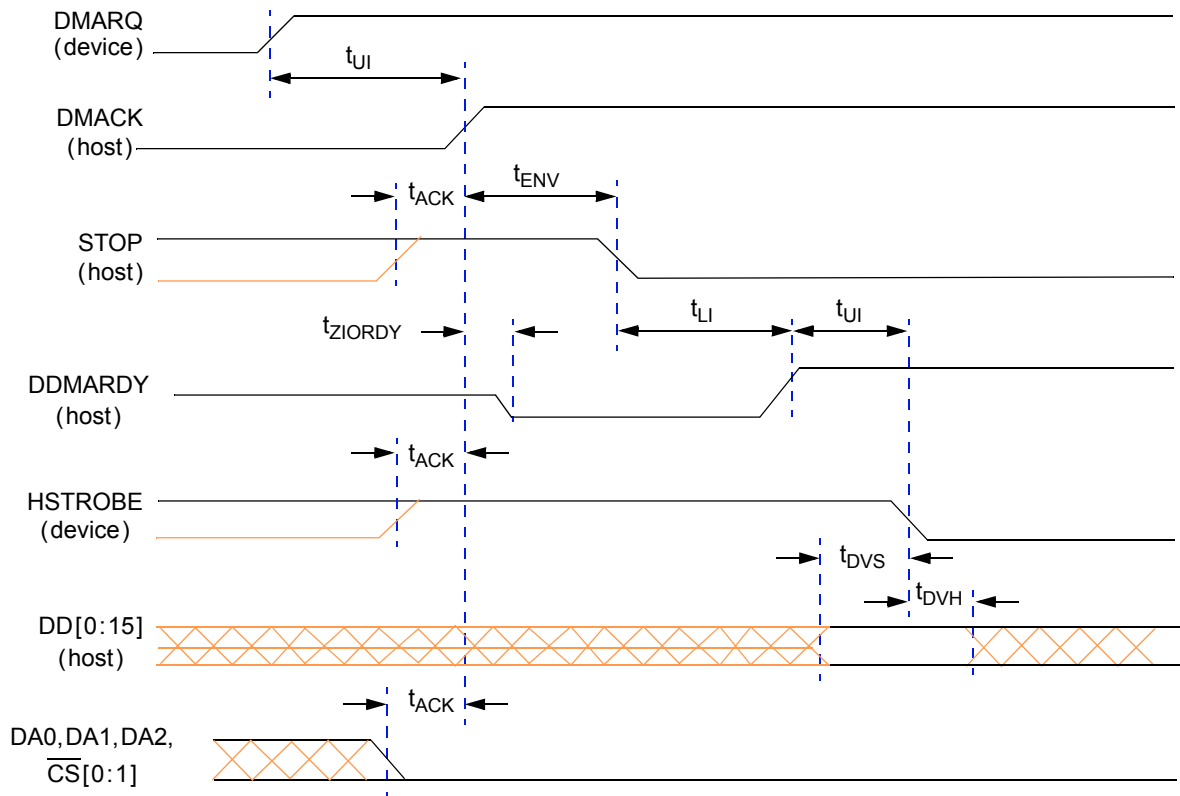 DMARQ
(device)
tUI
DMACK
(host)
tACK
tENV
STOP
(host)
tZIORDY
tLI
tUI
DDMARDY
(host)
tACK
HSTROBE
(device)
tDVS
tDVH
DD[0:15]
(host)
tACK
DA0,DA1,DA2,
CS[0:1]